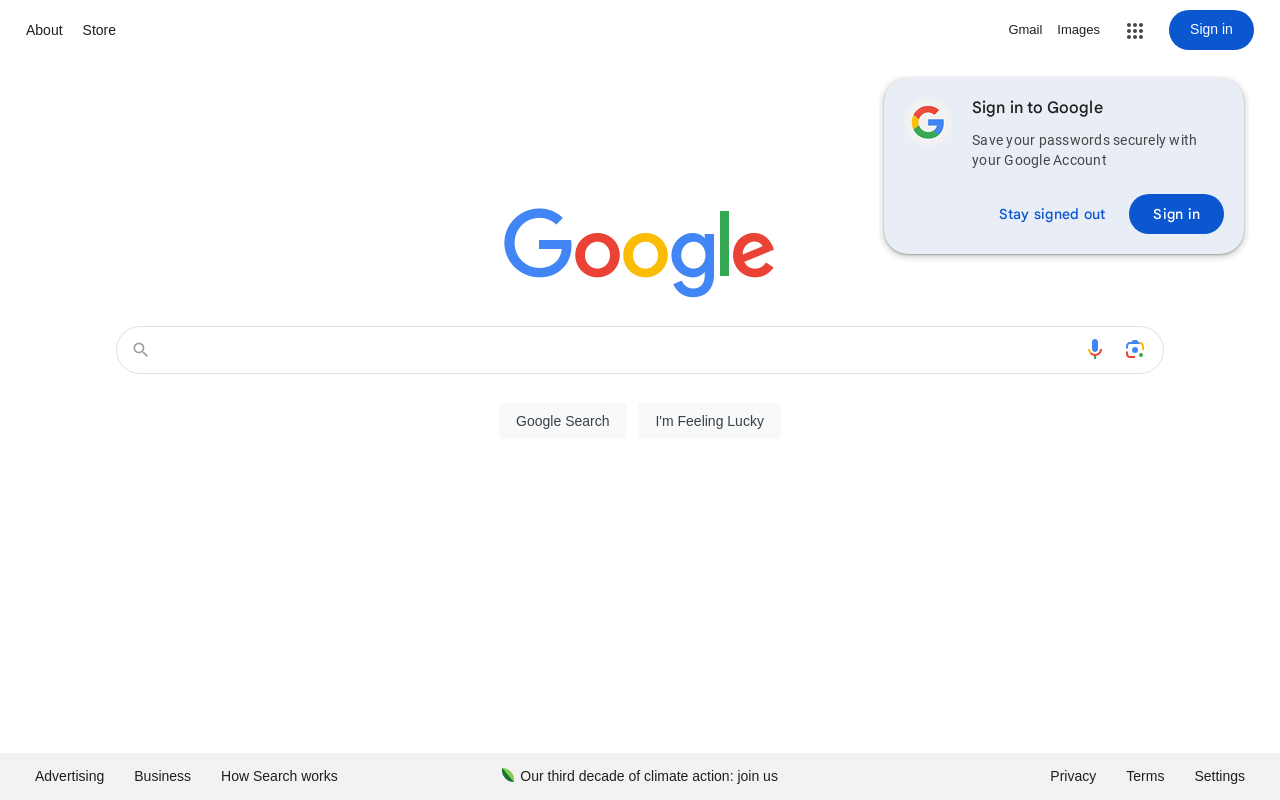 About Store
Gmail Images
Sign in
Sign in to Google
Save your passwords securely with
your Google Account
Stay signed out
Sign in
Google
Google Search
I'm Feeling Lucky
Advertising Business How Search works
Our third decade of climate action: join us
Privacy Terms Settings